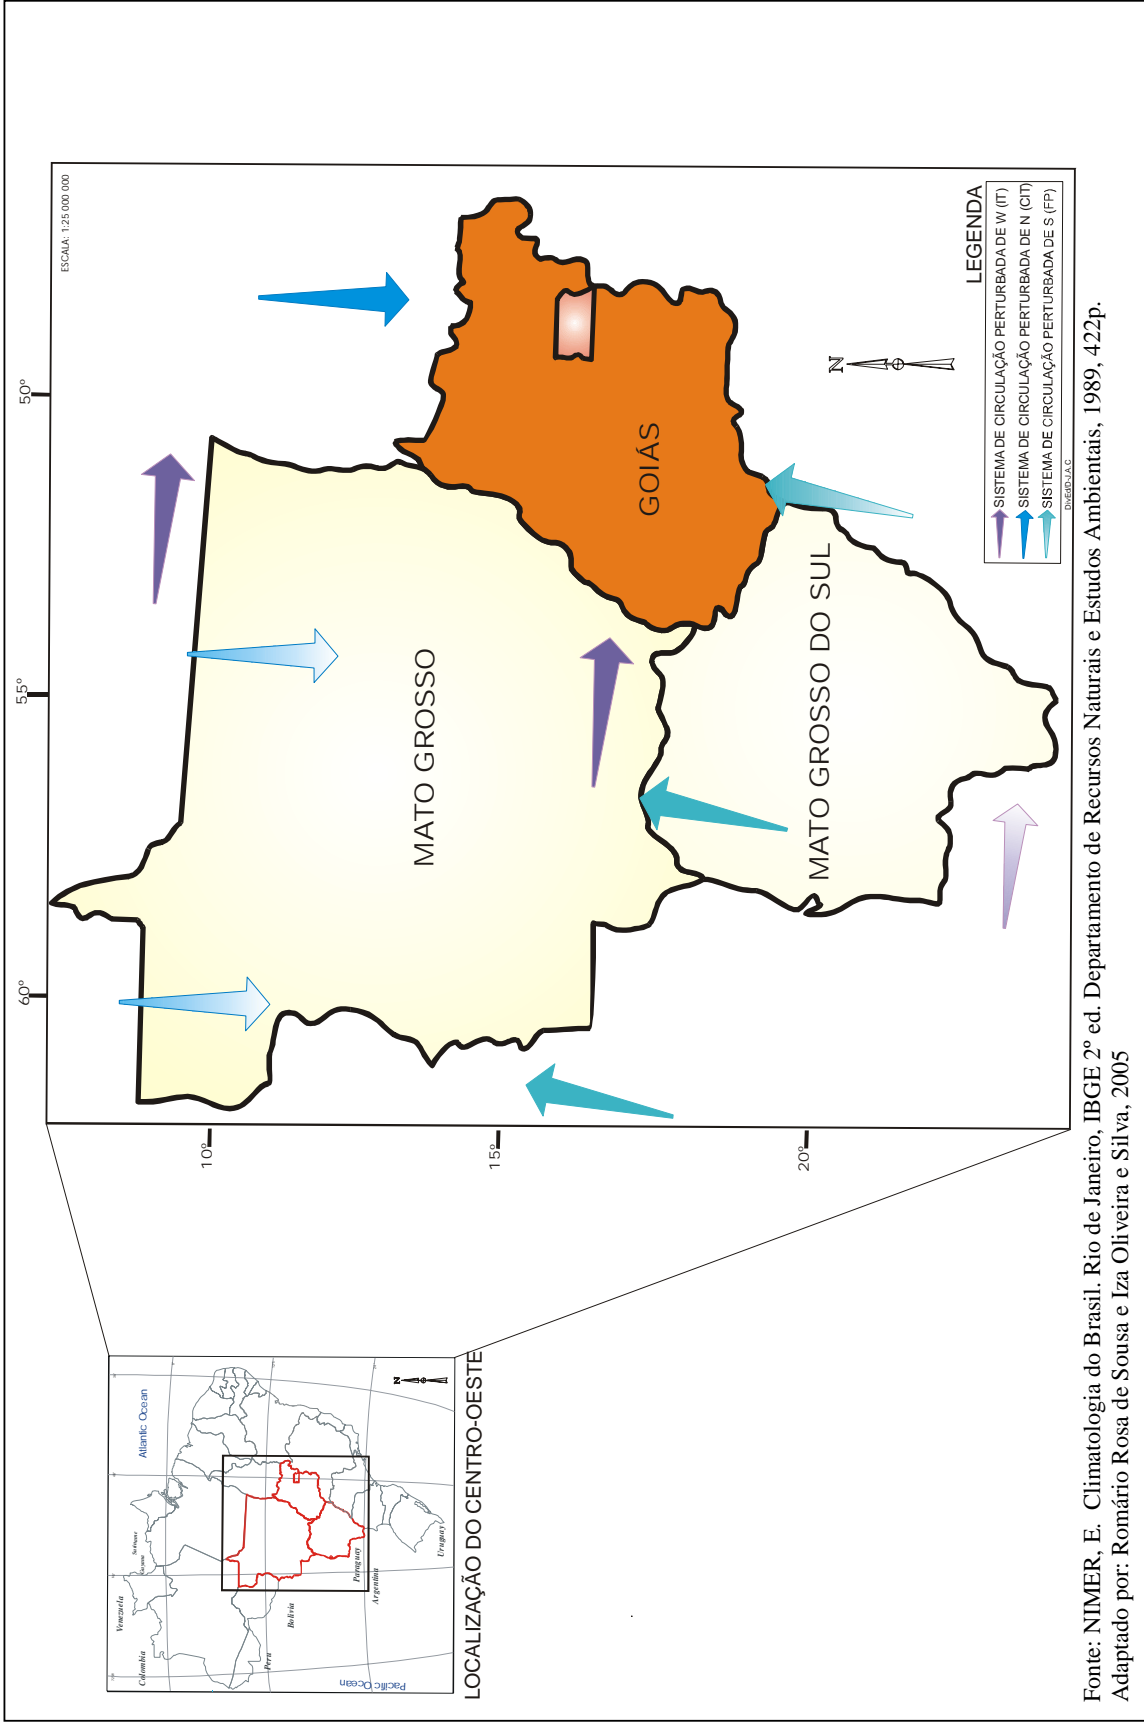 ESCALA: 1:25 000 000
60°
55°
50°
10°
15°
20°
MATO GROSSO
GOIÁS
MATO GROSSO DO SUL
N
LEGENDA
SISTEMA DE CIRCULAÇÃO PERTURBADA DE W (IT)
SISTEMA DE CIRCULAÇÃO PERTURBADA DE N (CIT)
SISTEMA DE CIRCULAÇÃO PERTURBADA DE S (FP)
DivEd/D-J.A.C
Atlantic Ocean
Venezuela
Guyana
Suriname
Colombia
Peru
Bolivia
Paraguay
Argentina
Uruguay
Pacific Ocean
N
LOCALIZAÇÃO DO CENTRO-OESTE
Fonte: NIMER, E. Climatologia do Brasil. Rio de Janeiro, IBGE 2º ed. Departamento de Recursos Naturais e Estudos Ambientais, 1989, 422p.
Adaptado por: Romário Rosa de Sousa e Iza Oliveira e Silva, 2005